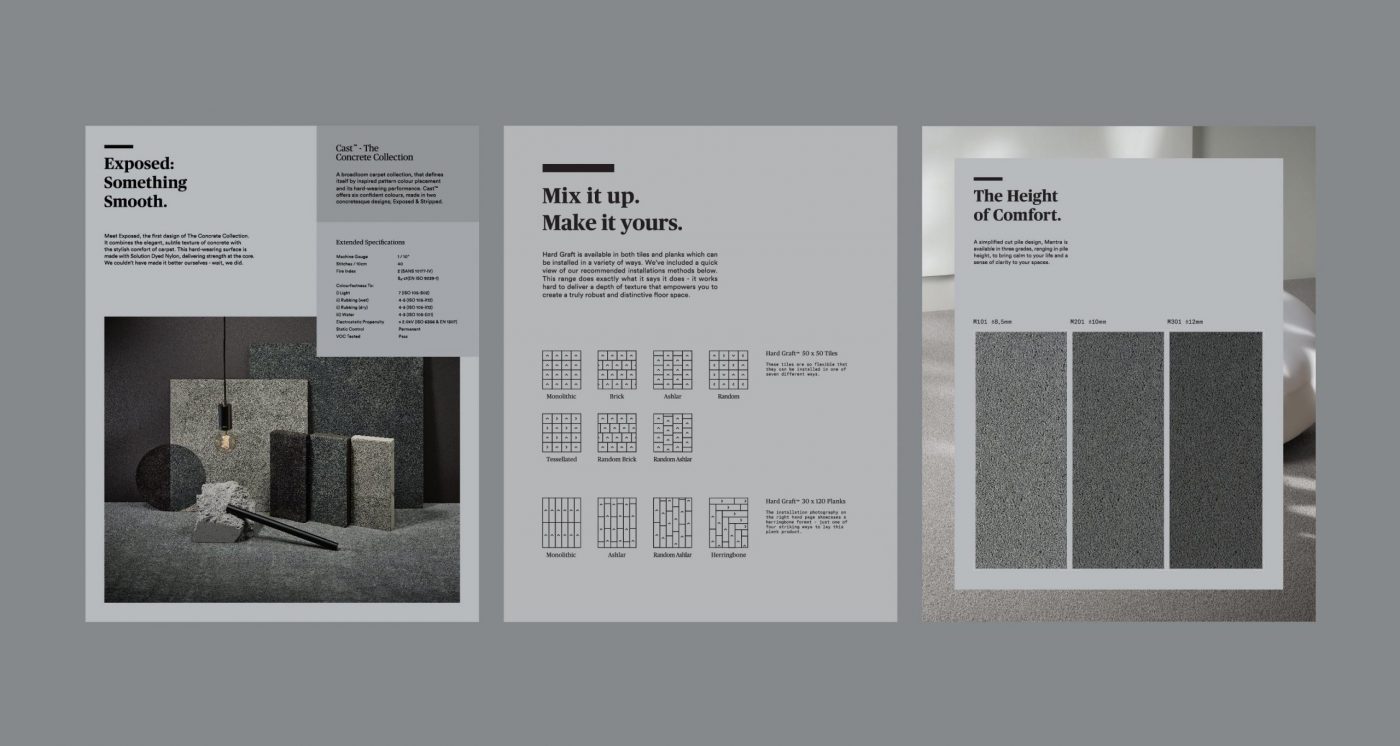 Exposed:
Something
Smooth.
Meet Exposed, the first design of The Concrete Collection.
It combines the elegant, subtle texture of concrete with
the stylish comfort of carpet. This hard-wearing surface is
made with Solution Dyed Nylon, delivering strength at the core.
We couldn't have made it better ourselves - wait, we did.
Cast™ - The
Concrete Collection
A broadloom carpet collection, that defines
itself by inspired pattern colour placement
and its hard-wearing performance. Cast™
offers six confident colours, made in two
concretesque designs; Exposed & Stripped.
Extended Specifications
Machine Gauge 1 / 10"
Stitches / 10cm 40
Fire Index 2 (SANS 10177-IV)
Colourfastness To:
i) Light 7 (ISO 105-B02)
ii) Rubbing (wet) 4-5 (ISO 105-X12)
ii) Rubbing (dry) 4-5 (ISO 105-X12)
iii) Water 4-5 (ISO 105-E01)
Electrostatic Propensity
Static Control Permanent
VOC Tested Pass
Mix it up.
Make it yours.
Hard Graft is available in both tiles and planks which can
be installed in a variety of ways. We've included a quick
view of our recommended installations methods below.
This range does exactly what it says it does - it works
hard to deliver a depth of texture that empowers you to
create a truly robust and distinctive floor space.
Monolithic
Brick
Ashlar
Random
Hard Graft™ 50 x 50 Tiles
These tiles are so flexible that
they can be installed in one of
seven different ways.
Tessellated
Random Brick
Random Ashlar
Monolithic
Ashlar
Random Ashlar
Herringbone
Hard Graft™ 30 x 120 Planks
The installation photography on
the right hand page showcases a
herringbone format - just one of
four striking ways to lay this
plank product.
The Height
of Comfort.
A simplified cut pile design, Mantra is
available in three grades, ranging in pile
height, to bring calm to your life and a
sense of clarity to your spaces.
M101 ±8,5mm
M201 ±10mm
M301 ±12mm